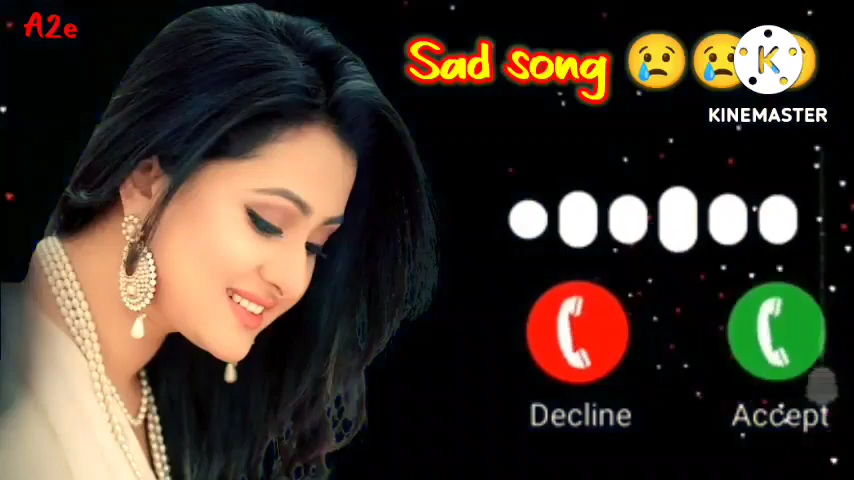 A2e
Sad song 😢😢😢
KINEMASTER
Decline
Accept